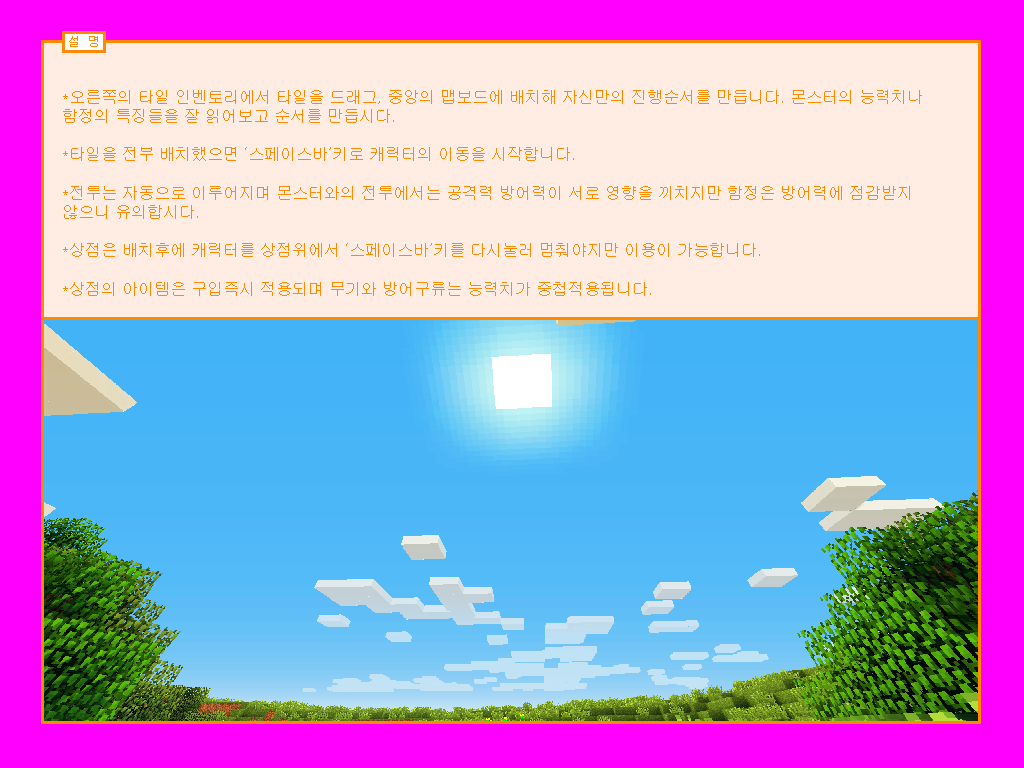 설 명
*오른쪽의 타일 인벤토리에서 타일을 드래그, 중앙의 맵보드에 배치해 자신만의 진행순서를 만듭니다. 몬스터의 능력치나
함정의 특징들을 잘 읽어보고 순서를 만듭시다.
*타일을 전부 배치했으면 ‘스페이스바’키로 캐릭터의 이동을 시작합니다.
*전투는 자동으로 이루어지며 몬스터와의 전투에서는 공격력 방어력이 서로 영향을 끼치지만 함정은 방어력에 점감받지
않으니 유의합시다.
*상점은 배치후에 캐릭터를 상점위에서 ‘스페이스바’키를 다시눌러 멈춰야지만 이용이 가능합니다.
*상점의 아이템은 구입즉시 적용되며 무기와 방어구류는 능력치가 중첩적용됩니다.